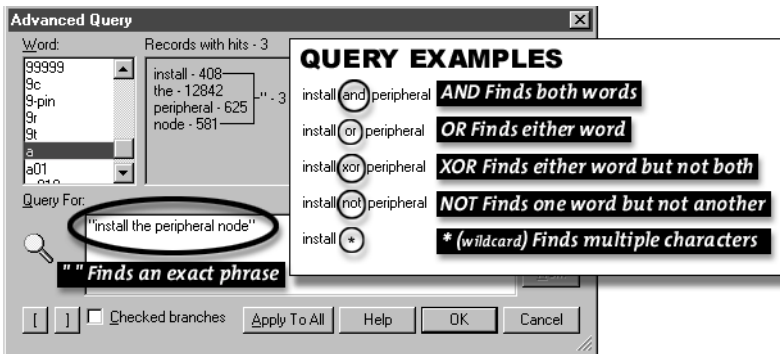 Advanced Query
Word:
Records with hits - 3
99999
9c
9-pin
9r
9t
a
a01
install - 408
the - 12842
peripheral - 625
node - 581
" - 3
QUERY EXAMPLES
install and peripheral AND Finds both words
install or peripheral OR Finds either word
install xor peripheral XOR Finds either word but not both
install not peripheral NOT Finds one word but not another
install * * (wildcard) Finds multiple characters
Query For:
"install the peripheral node"
" " Finds an exact phrase
[ ] Checked branches Apply To All Help OK Cancel